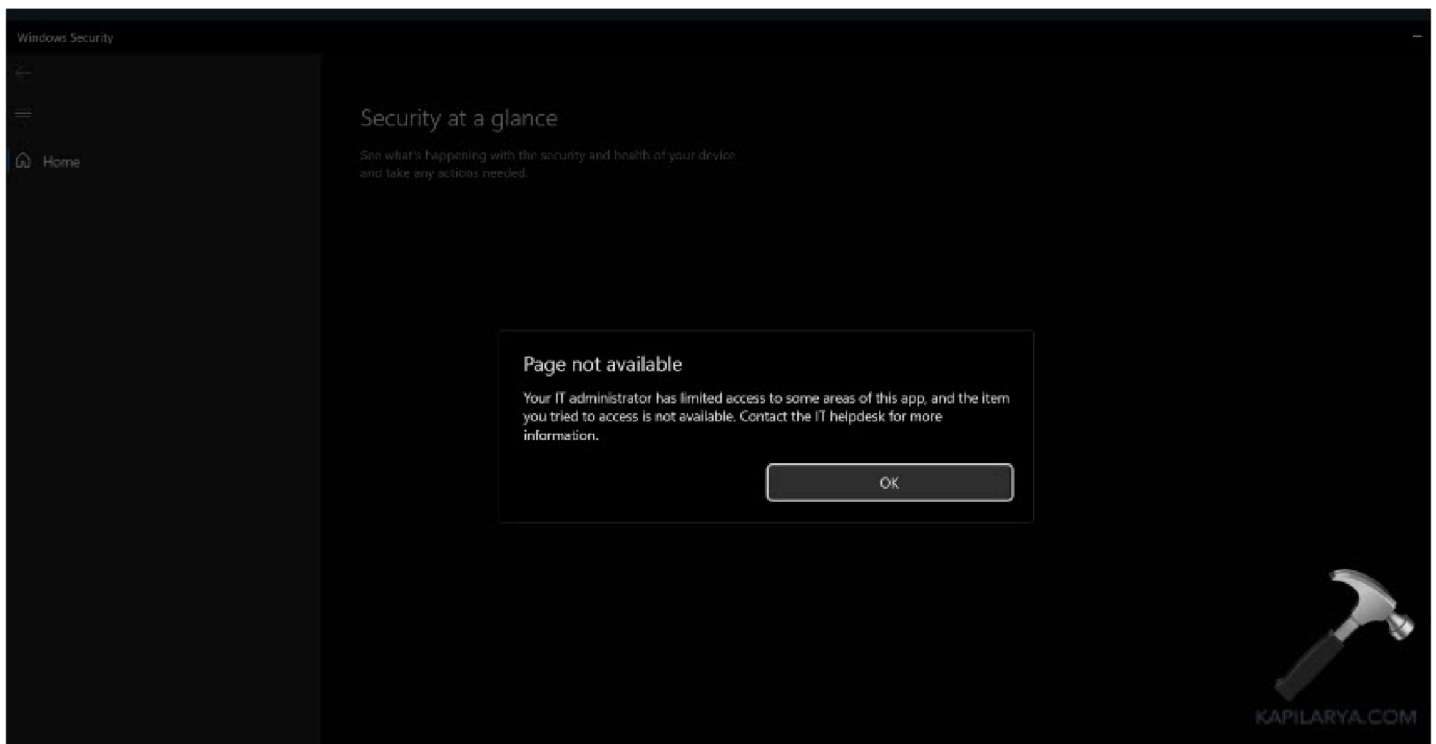 Windows Security
Home
Security at a glance
See what's happening with the security and health of your device
and take any actions needed.
Page not available
Your IT administrator has limited access to some areas of this app, and the item
you tried to access is not available. Contact the IT helpdesk for more
information.
OK
KAPILARYA.COM